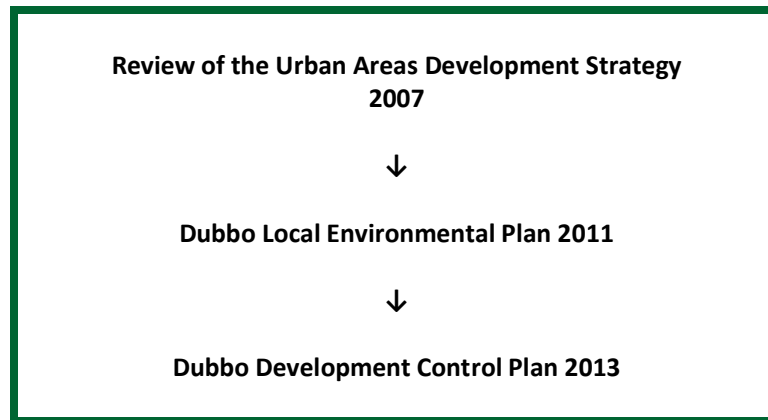 Review of the Urban Areas Development Strategy
2007
↓
Dubbo Local Environmental Plan 2011
↓
Dubbo Development Control Plan 2013